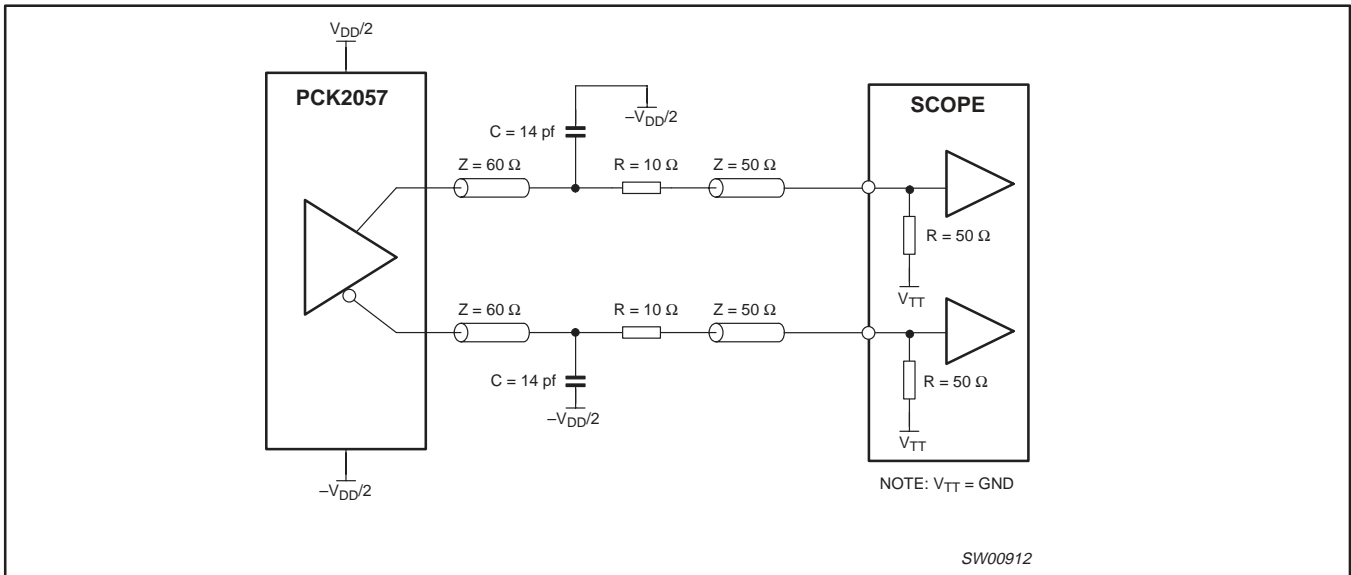 V_DD/2
PCK2057
SCOPE
–V_DD/2
C = 14 pf
Z = 60 Ω
R = 10 Ω
Z = 50 Ω
R = 50 Ω
V_TT
Z = 60 Ω
R = 10 Ω
Z = 50 Ω
C = 14 pf
R = 50 Ω
–V_DD/2
V_TT
–V_DD/2
NOTE: V_TT = GND
SW00912